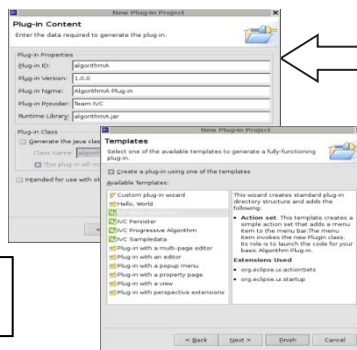 New Plug-in Project
Plug-in Content
Enter the data required to generate the plug-in.
Plug-in Properties
Plug-in ID: algorithmA
Plug-in Version: 1.0.0
Plug-in Name: AlgorithmA Plug-in
Plug-in Provider: Team IVC
Runtime Library: algorithmA.jar
Plug-in Class
Generate the java clas
Class Name: algorit
This plug-in will m
Intended for use with ol
New Plug-in Project
Templates
Select one of the available templates to generate a fully-functioning
plug-in.
Create a plug-in using one of the templates
Available Templates:
Custom plug-in wizard
Hello, World
IVC Persister
IVC Progressive Algorithm
IVC Sampledata
Plug-in with a multi-page editor
Plug-in with an editor
Plug-in with a popup menu
Plug-in with a property page
Plug-in with a view
Plug-in with perspective extensions
This wizard creates standard plug-in
directory structure and adds the
following:
Action set. This template creates a
simple action set that adds a menu
item to the menu bar. The menu
item invokes the new Plugin class.
Its role is to launch the code for your
basic Algorithm Plug-in.
Extensions Used
org.eclipse.ui.actionSets
org.eclipse.ui.startup
< Back
Next >
Finish
Cancel